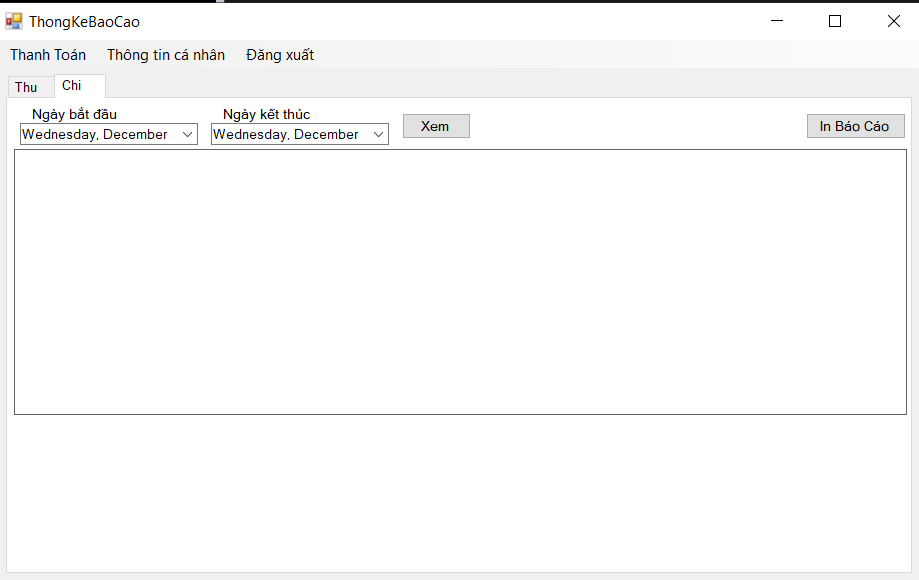 ThongKeBaoCao
Thanh Toán Thông tin cá nhân Đăng xuất
Thu Chi
Ngày bắt đầu Ngày kết thúc
Wednesday, December Wednesday, December Xem In Báo Cáo